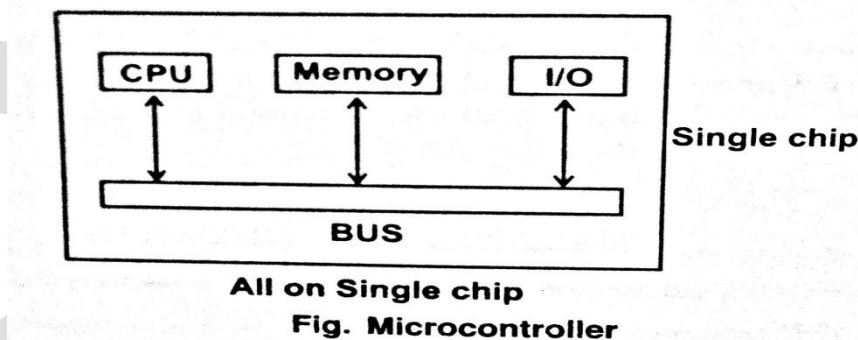 CPU Memory I/O
Single chip
BUS
All on Single chip
Fig. Microcontroller